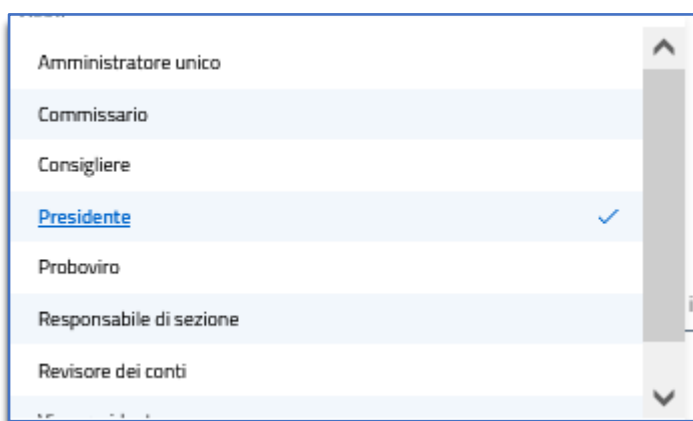 Amministratore unico
Commissario
Consigliere
Presidente
Proboviro
Responsabile di sezione
Revisore dei conti